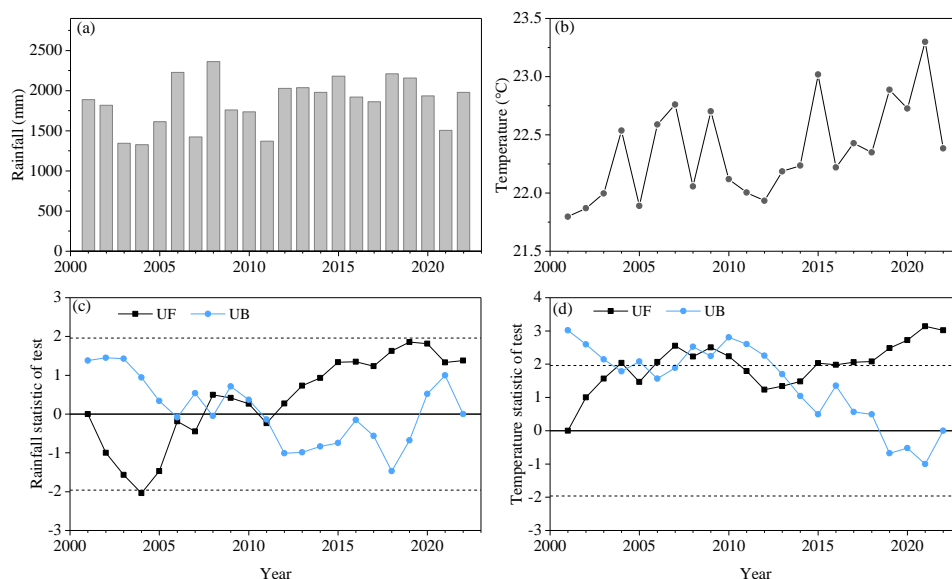 (a)
Rainfall (mm)
2500
2000
1500
1000
500
0
2000 2005 2010 2015 2020
(b)
Temperature (°C)
23.5
23.0
22.5
22.0
21.5
2000 2005 2010 2015 2020
(c)
UF UB
Rainfall statistic of test
3
2
1
0
-1
-2
-3
2000 2005 2010 2015 2020
Year
(d)
UF UB
Temperature statistic of test
4
3
2
1
0
-1
-2
-3
2000 2005 2010 2015 2020
Year